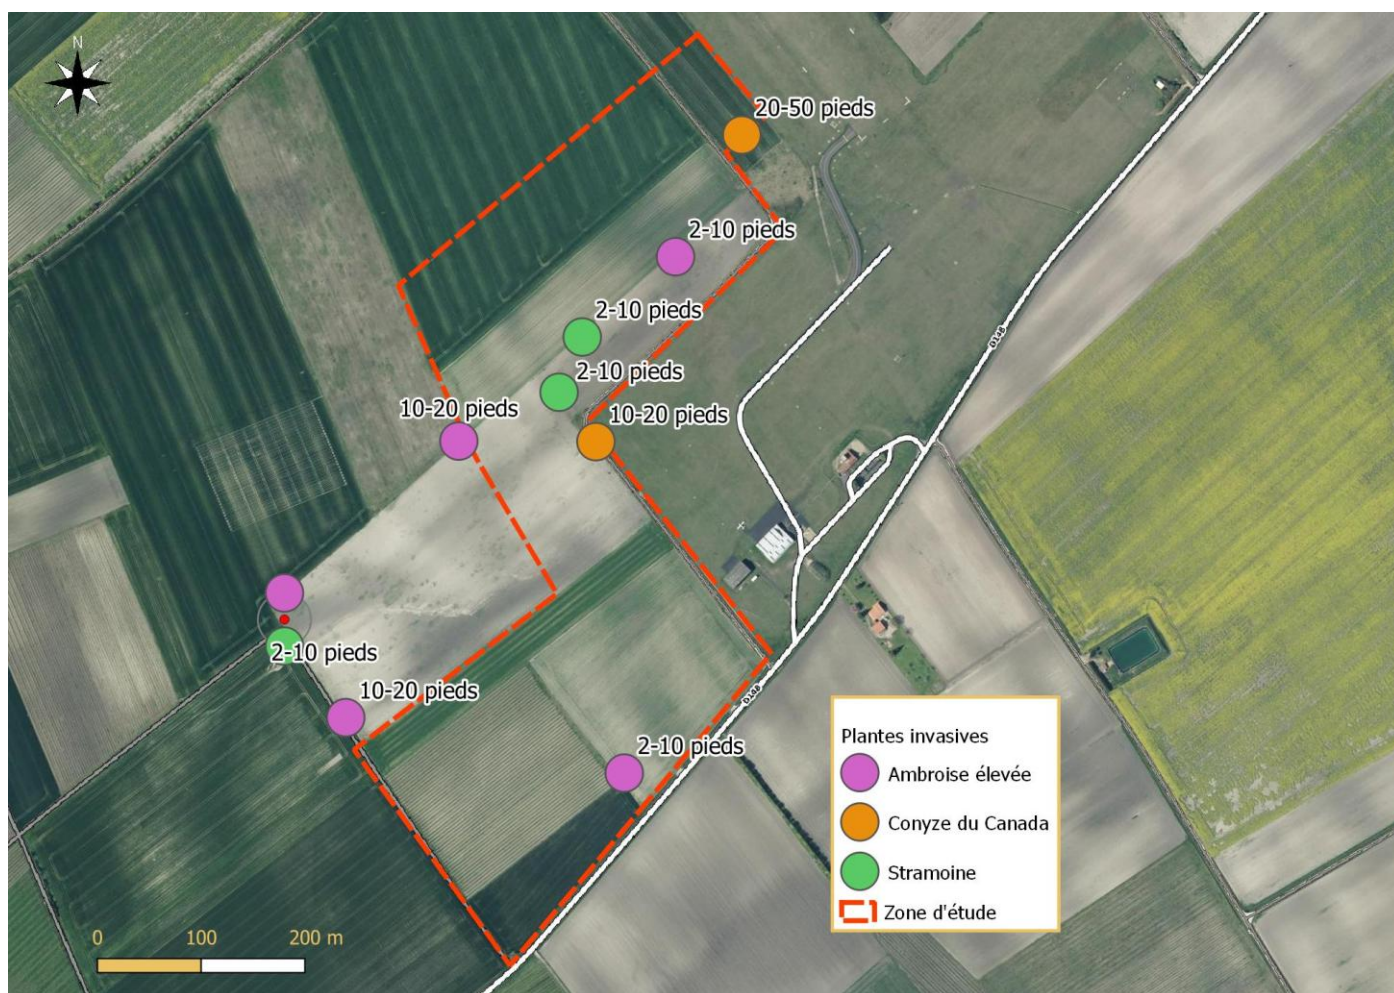 N
20-50 pieds
2-10 pieds
2-10 pieds
2-10 pieds
10-20 pieds
10-20 pieds
D148
2-10 pieds
10-20 pieds
D148
2-10 pieds
Plantes invasives
Ambroise élevée
Conyze du Canada
Stramoine
Zone d'étude
0 100 200 m